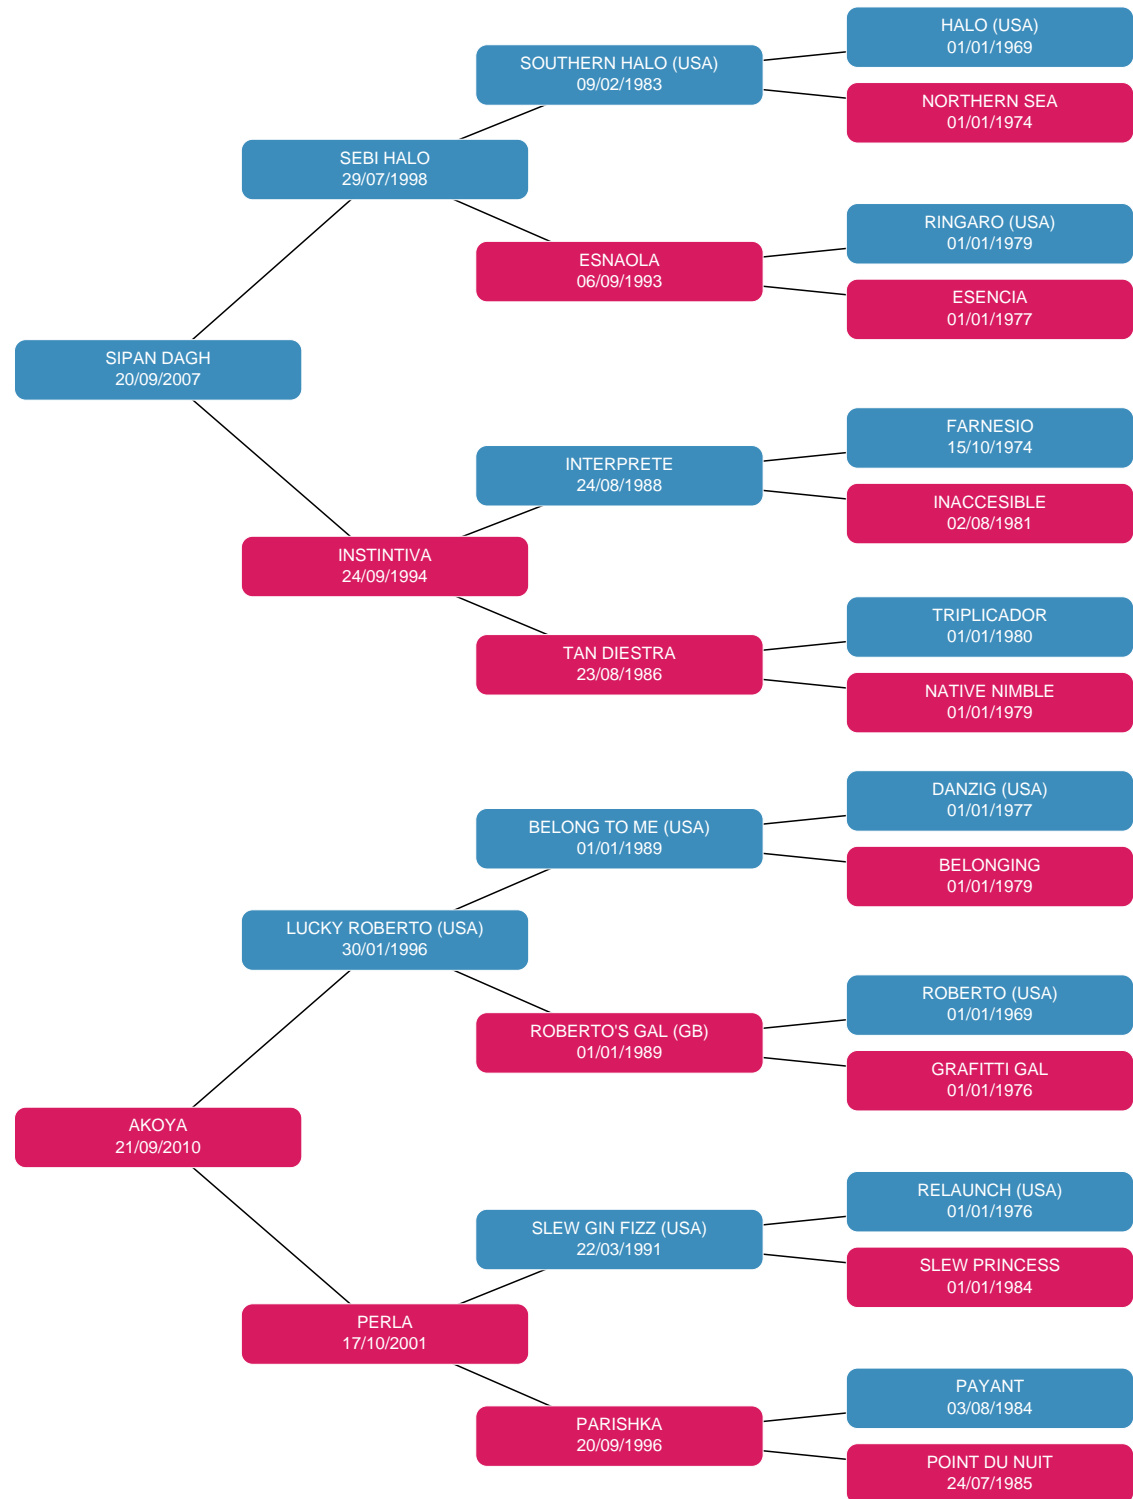 HALO (USA)
01/01/1969
SOUTHERN HALO (USA)
09/02/1983
NORTHERN SEA
01/01/1974
SEBI HALO
29/07/1998
RINGARO (USA)
01/01/1979
ESNAOLA
06/09/1993
ESENCIA
01/01/1977
SIPAN DAGH
20/09/2007
FARNESIO
15/10/1974
INTERPRETE
24/08/1988
INACCESIBLE
02/08/1981
INSTINTIVA
24/09/1994
TRIPLICADOR
01/01/1980
TAN DIESTRA
23/08/1986
NATIVE NIMBLE
01/01/1979
DANZIG (USA)
01/01/1977
BELONG TO ME (USA)
01/01/1989
BELONGING
01/01/1979
LUCKY ROBERTO (USA)
30/01/1996
ROBERTO (USA)
01/01/1969
ROBERTO'S GAL (GB)
01/01/1989
GRAFITTI GAL
01/01/1976
AKOYA
21/09/2010
RELAUNCH (USA)
01/01/1976
SLEW GIN FIZZ (USA)
22/03/1991
SLEW PRINCESS
01/01/1984
PERLA
17/10/2001
PAYANT
03/08/1984
PARISHKA
20/09/1996
POINT DU NUIT
24/07/1985